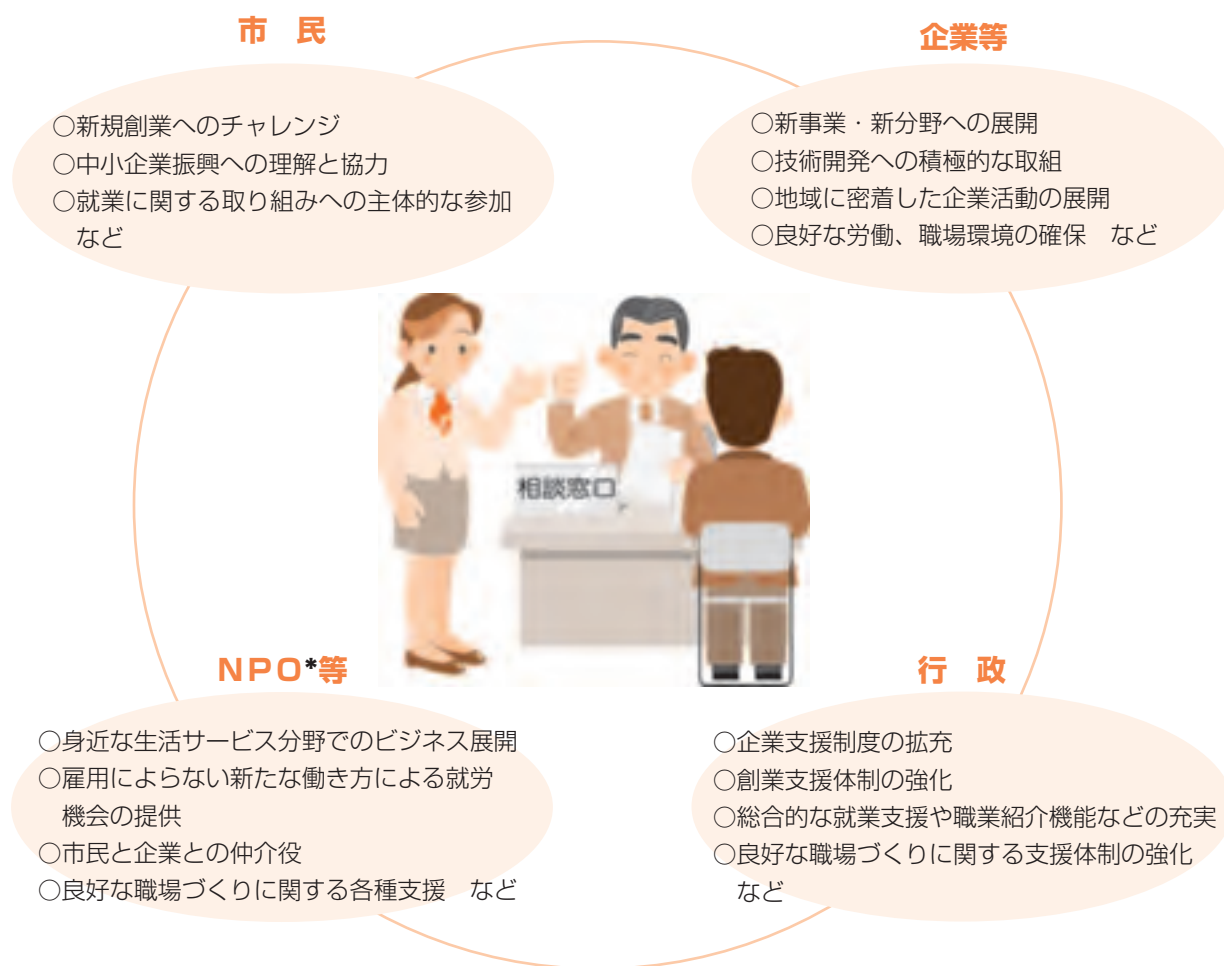 市　民
○新規創業へのチャレンジ
○中小企業振興への理解と協力
○就業に関する取り組みへの主体的な参加
など
企業等
○新事業・新分野への展開
○技術開発への積極的な取組
○地域に密着した企業活動の展開
○良好な労働、職場環境の確保　など
相談窓口
ＮＰＯ*等
○身近な生活サービス分野でのビジネス展開
○雇用によらない新たな働き方による就労
機会の提供
○市民と企業との仲介役
○良好な職場づくりに関する各種支援　など
行　政
○企業支援制度の拡充
○創業支援体制の強化
○総合的な就業支援や職業紹介機能などの充実
○良好な職場づくりに関する支援体制の強化
など